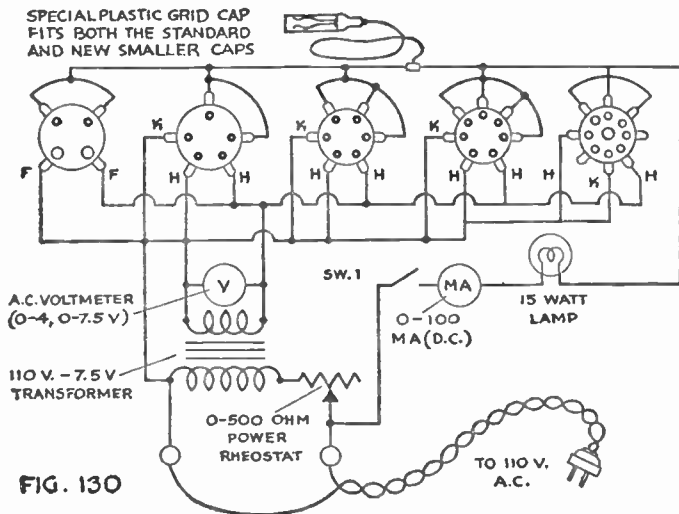 SPECIAL PLASTIC GRID CAP
FITS BOTH THE STANDARD
AND NEW SMALLER CAPS
K
K
K
F
F
H
H
H
H
H
H
H
K
H
A.C. VOLTMETER
(0-4, 0-7.5 V)
V
SW. 1
MA
0-100
MA (D.C.)
15 WATT
LAMP
110 V. - 7.5 V
TRANSFORMER
0-500 OHM
POWER
RHEOSTAT
TO 110 V.
A.C.
FIG. 130